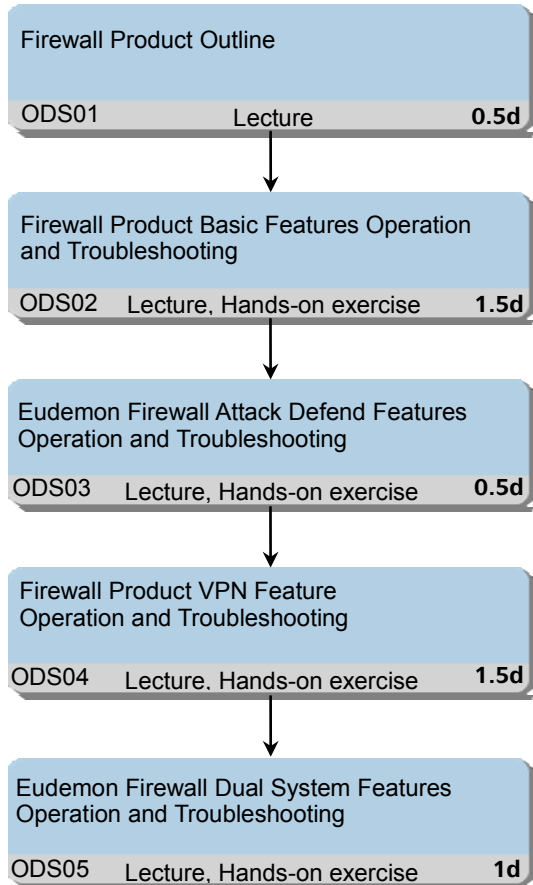 Firewall Product Outline
ODS01 Lecture 0.5d
Firewall Product Basic Features Operation
and Troubleshooting
ODS02 Lecture, Hands-on exercise 1.5d
Eudemon Firewall Attack Defend Features
Operation and Troubleshooting
ODS03 Lecture, Hands-on exercise 0.5d
Firewall Product VPN Feature
Operation and Troubleshooting
ODS04 Lecture, Hands-on exercise 1.5d
Eudemon Firewall Dual System Features
Operation and Troubleshooting
ODS05 Lecture, Hands-on exercise 1d